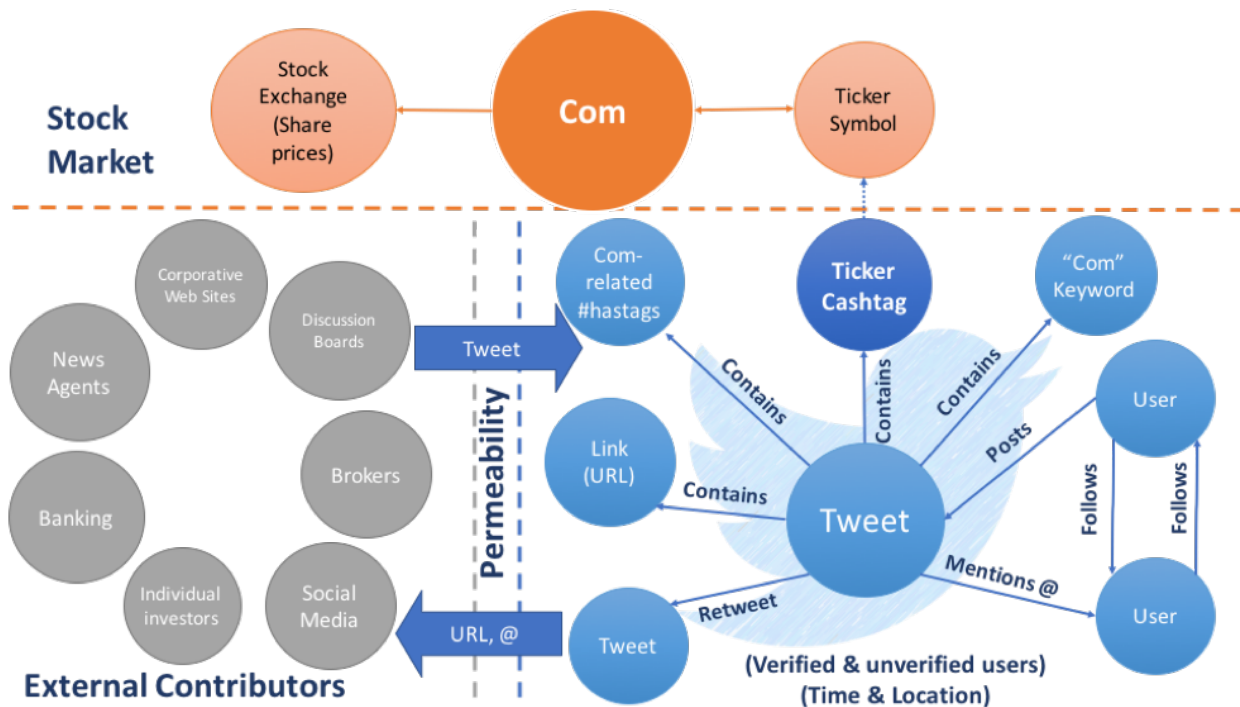 Stock
Exchange
(Share
prices)
Com
Ticker
Symbol
Stock
Market
Corporative
Web Sites
Discussion
Boards
News
Agents
Brokers
Banking
Individual
investors
Social
Media
External Contributors
Permeability
Tweet
URL, @
Com-
related
#hastags
Ticker
Cashtag
“Com”
Keyword
Contains
Contains
Contains
User
Posts
Link
(URL)
Contains
Tweet
Follows
Follows
Mentions @
Retweet
Tweet
User
(Verified & unverified users)
(Time & Location)